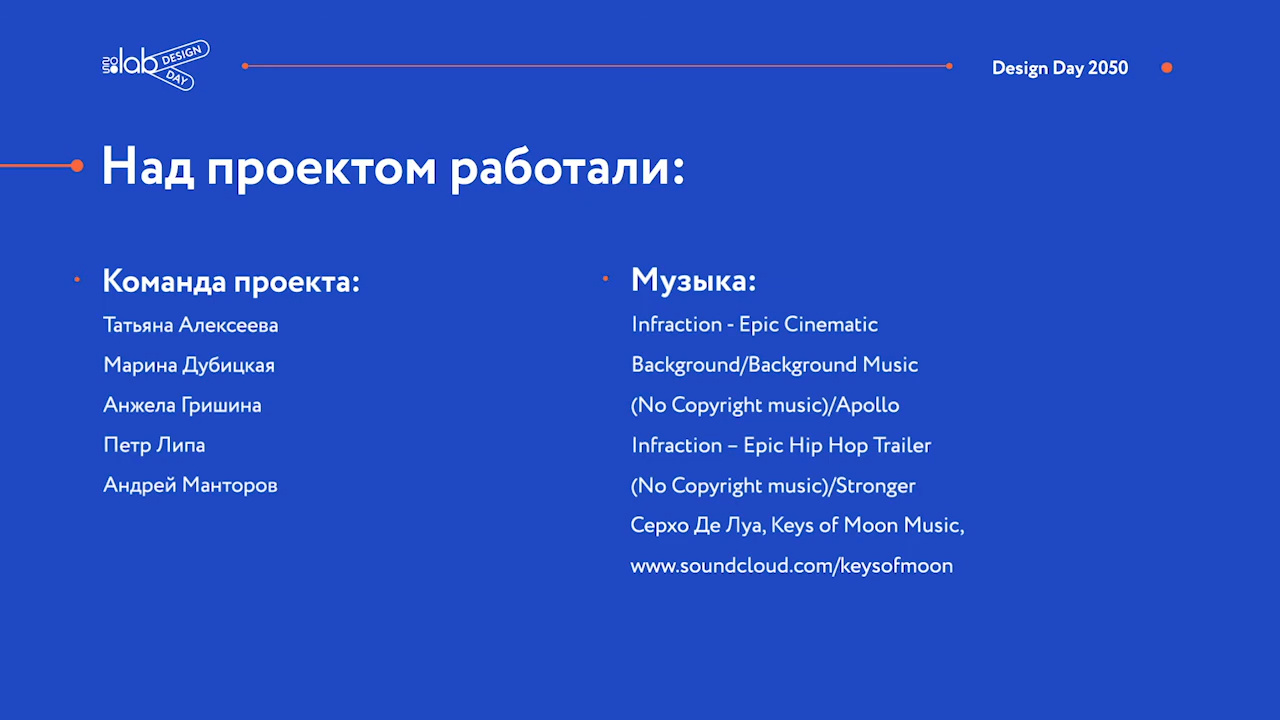 .lab DESIGN DAY
Design Day 2050
Над проектом работали:
Команда проекта:
Татьяна Алексеева
Марина Дубицкая
Анжела Гришина
Петр Липа
Андрей Манторов
Музыка:
Infraction - Epic Cinematic
Background/Background Music
(No Copyright music)/Apollo
Infraction – Epic Hip Hop Trailer
(No Copyright music)/Stronger
Серхо Де Луа, Keys of Moon Music,
www.soundcloud.com/keysofmoon